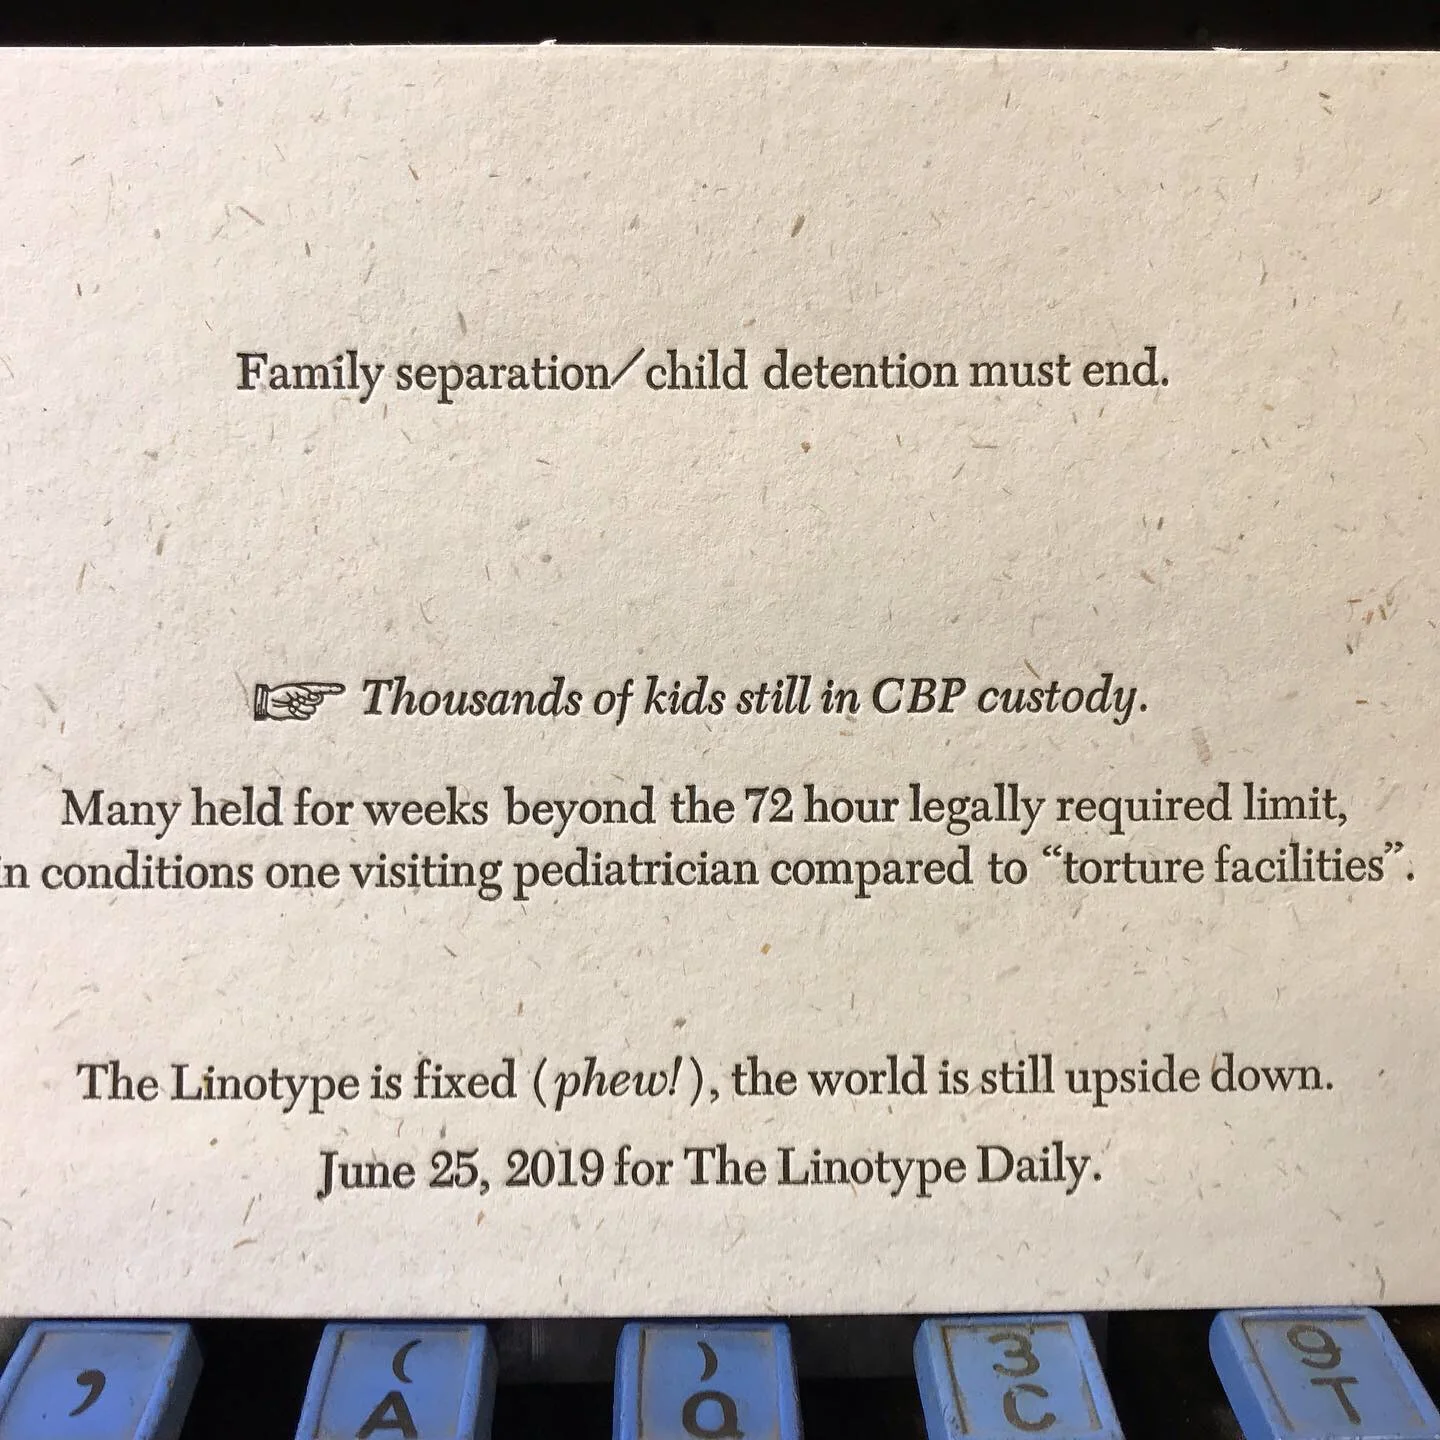 Family separation/child detention must end.
☞ Thousands of kids still in CBP custody.
Many held for weeks beyond the 72 hour legally required limit,
in conditions one visiting pediatrician compared to “torture facilities”.
The Linotype is fixed (phew!), the world is still upside down.
June 25, 2019 for The Linotype Daily.
, ( ) 3 9
A Q C T